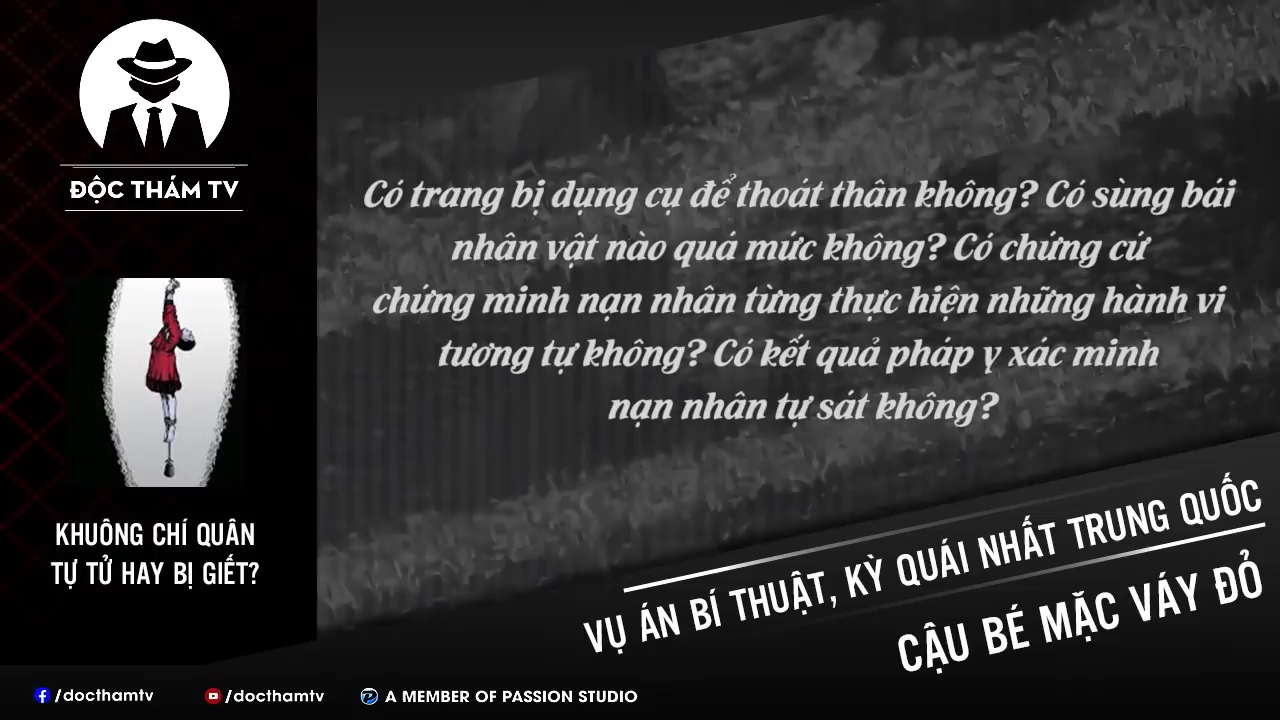 ĐỘC THÁM TV
KHUÔNG CHÍ QUÂN
TỰ TỬ HAY BỊ GIẾT?
Có trang bị dụng cụ để thoát thân không? Có sùng bái
nhân vật nào quá mức không? Có chứng cứ
chứng minh nạn nhân từng thực hiện những hành vi
tương tự không? Có kết quả pháp y xác minh
nạn nhân tự sát không?
VỤ ÁN BÍ THUẬT, KỲ QUÁI NHẤT TRUNG QUỐC
CẬU BÉ MẶC VÁY ĐỎ
/docthamtv
/docthamtv
A MEMBER OF PASSION STUDIO